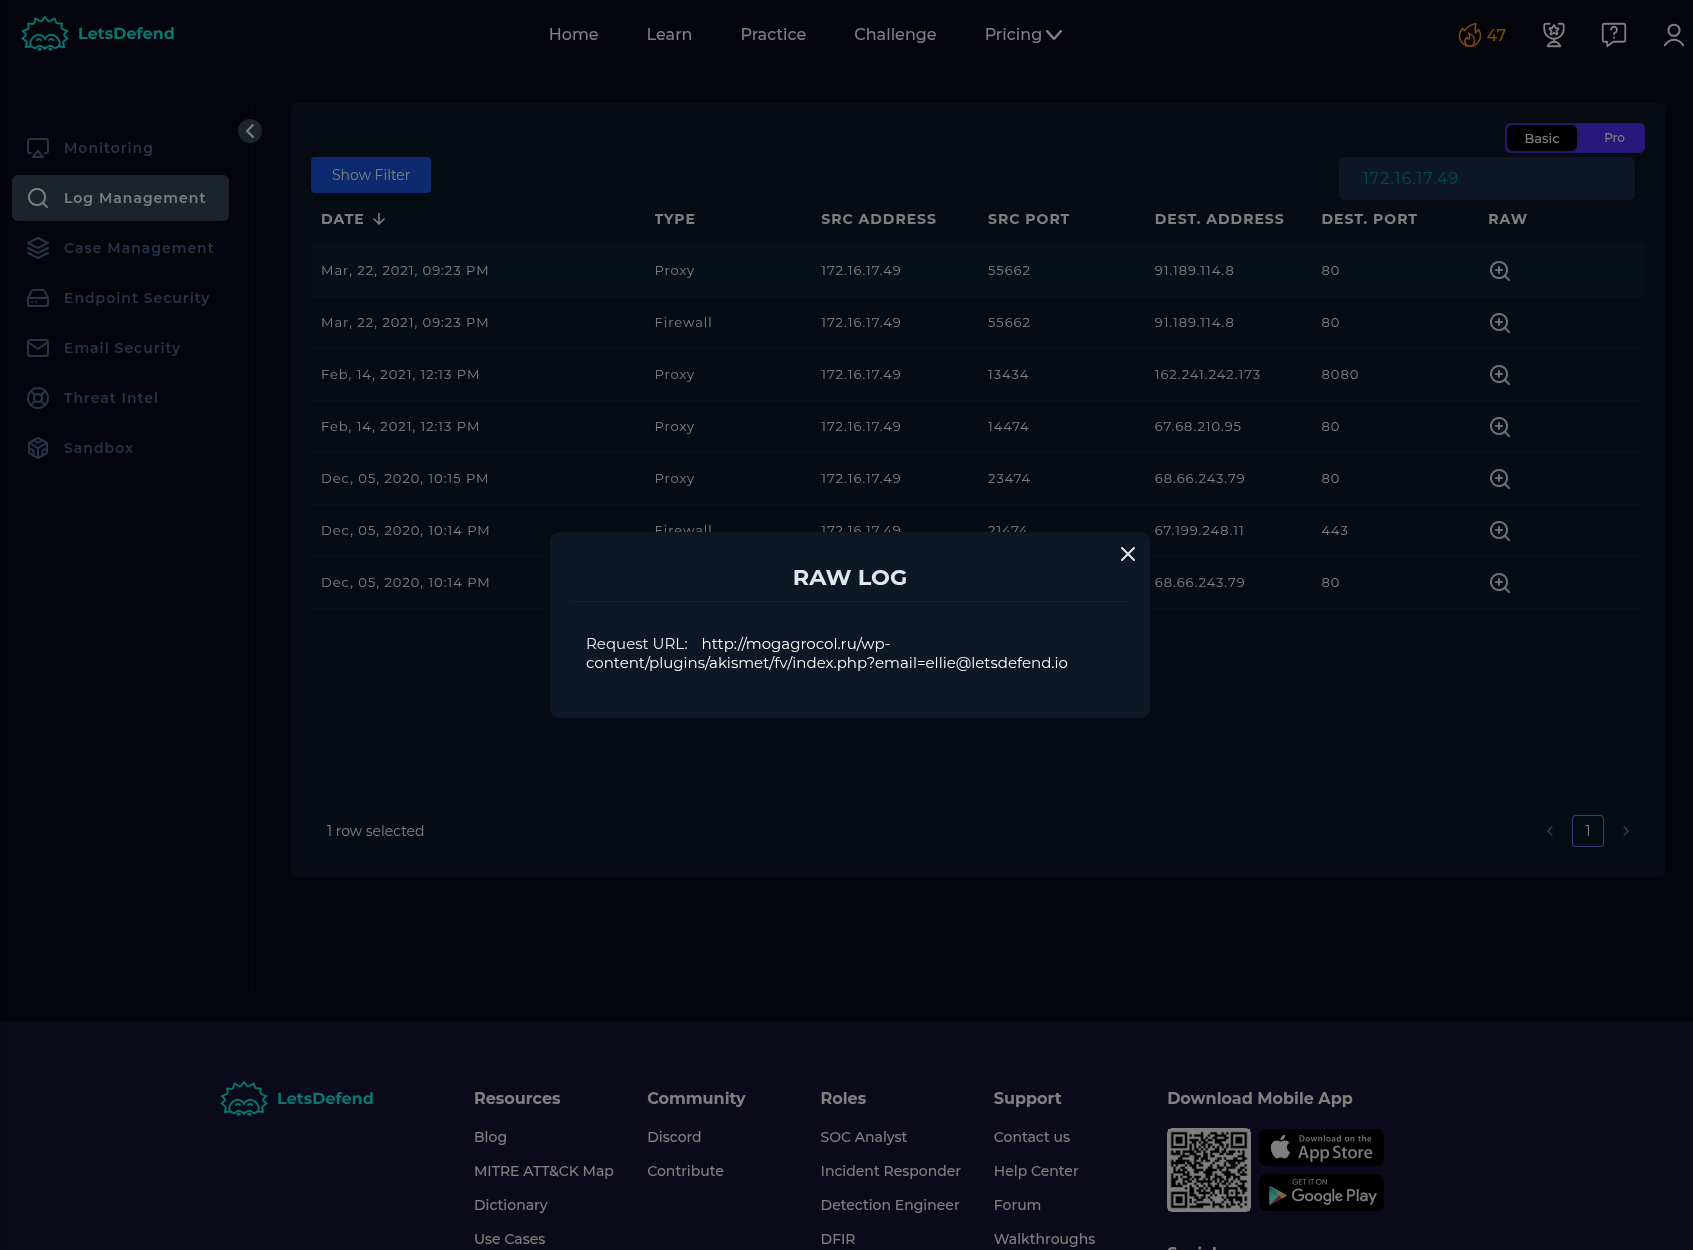 LetsDefend
Home Learn Practice Challenge Pricing
47
Monitoring
Log Management
Case Management
Endpoint Security
Email Security
Threat Intel
Sandbox
Basic Pro
Show Filter
172.16.17.49
DATE TYPE SRC ADDRESS SRC PORT DEST. ADDRESS DEST. PORT RAW
Mar, 22, 2021, 09:23 PM Proxy 172.16.17.49 55662 91.189.114.8 80
Mar, 22, 2021, 09:23 PM Firewall 172.16.17.49 55662 91.189.114.8 80
Feb, 14, 2021, 12:13 PM Proxy 172.16.17.49 13434 162.241.242.173 8080
Feb, 14, 2021, 12:13 PM Proxy 172.16.17.49 14474 67.68.210.95 80
Dec, 05, 2020, 10:15 PM Proxy 172.16.17.49 23474 68.66.243.79 80
Dec, 05, 2020, 10:14 PM Firewall 172.16.17.49 21474 67.199.248.11 443
Dec, 05, 2020, 10:14 PM 68.66.243.79 80
RAW LOG
Request URL: http://mogagrocol.ru/wp-
content/plugins/akismet/fv/index.php?email=ellie@letsdefend.io
1 row selected
1
LetsDefend
Resources
Blog
MITRE ATT&CK Map
Dictionary
Use Cases
Community
Discord
Contribute
Roles
SOC Analyst
Incident Responder
Detection Engineer
DFIR
Support
Contact us
Help Center
Forum
Walkthroughs
Download Mobile App
Download on the
App Store
GET IT ON
Google Play